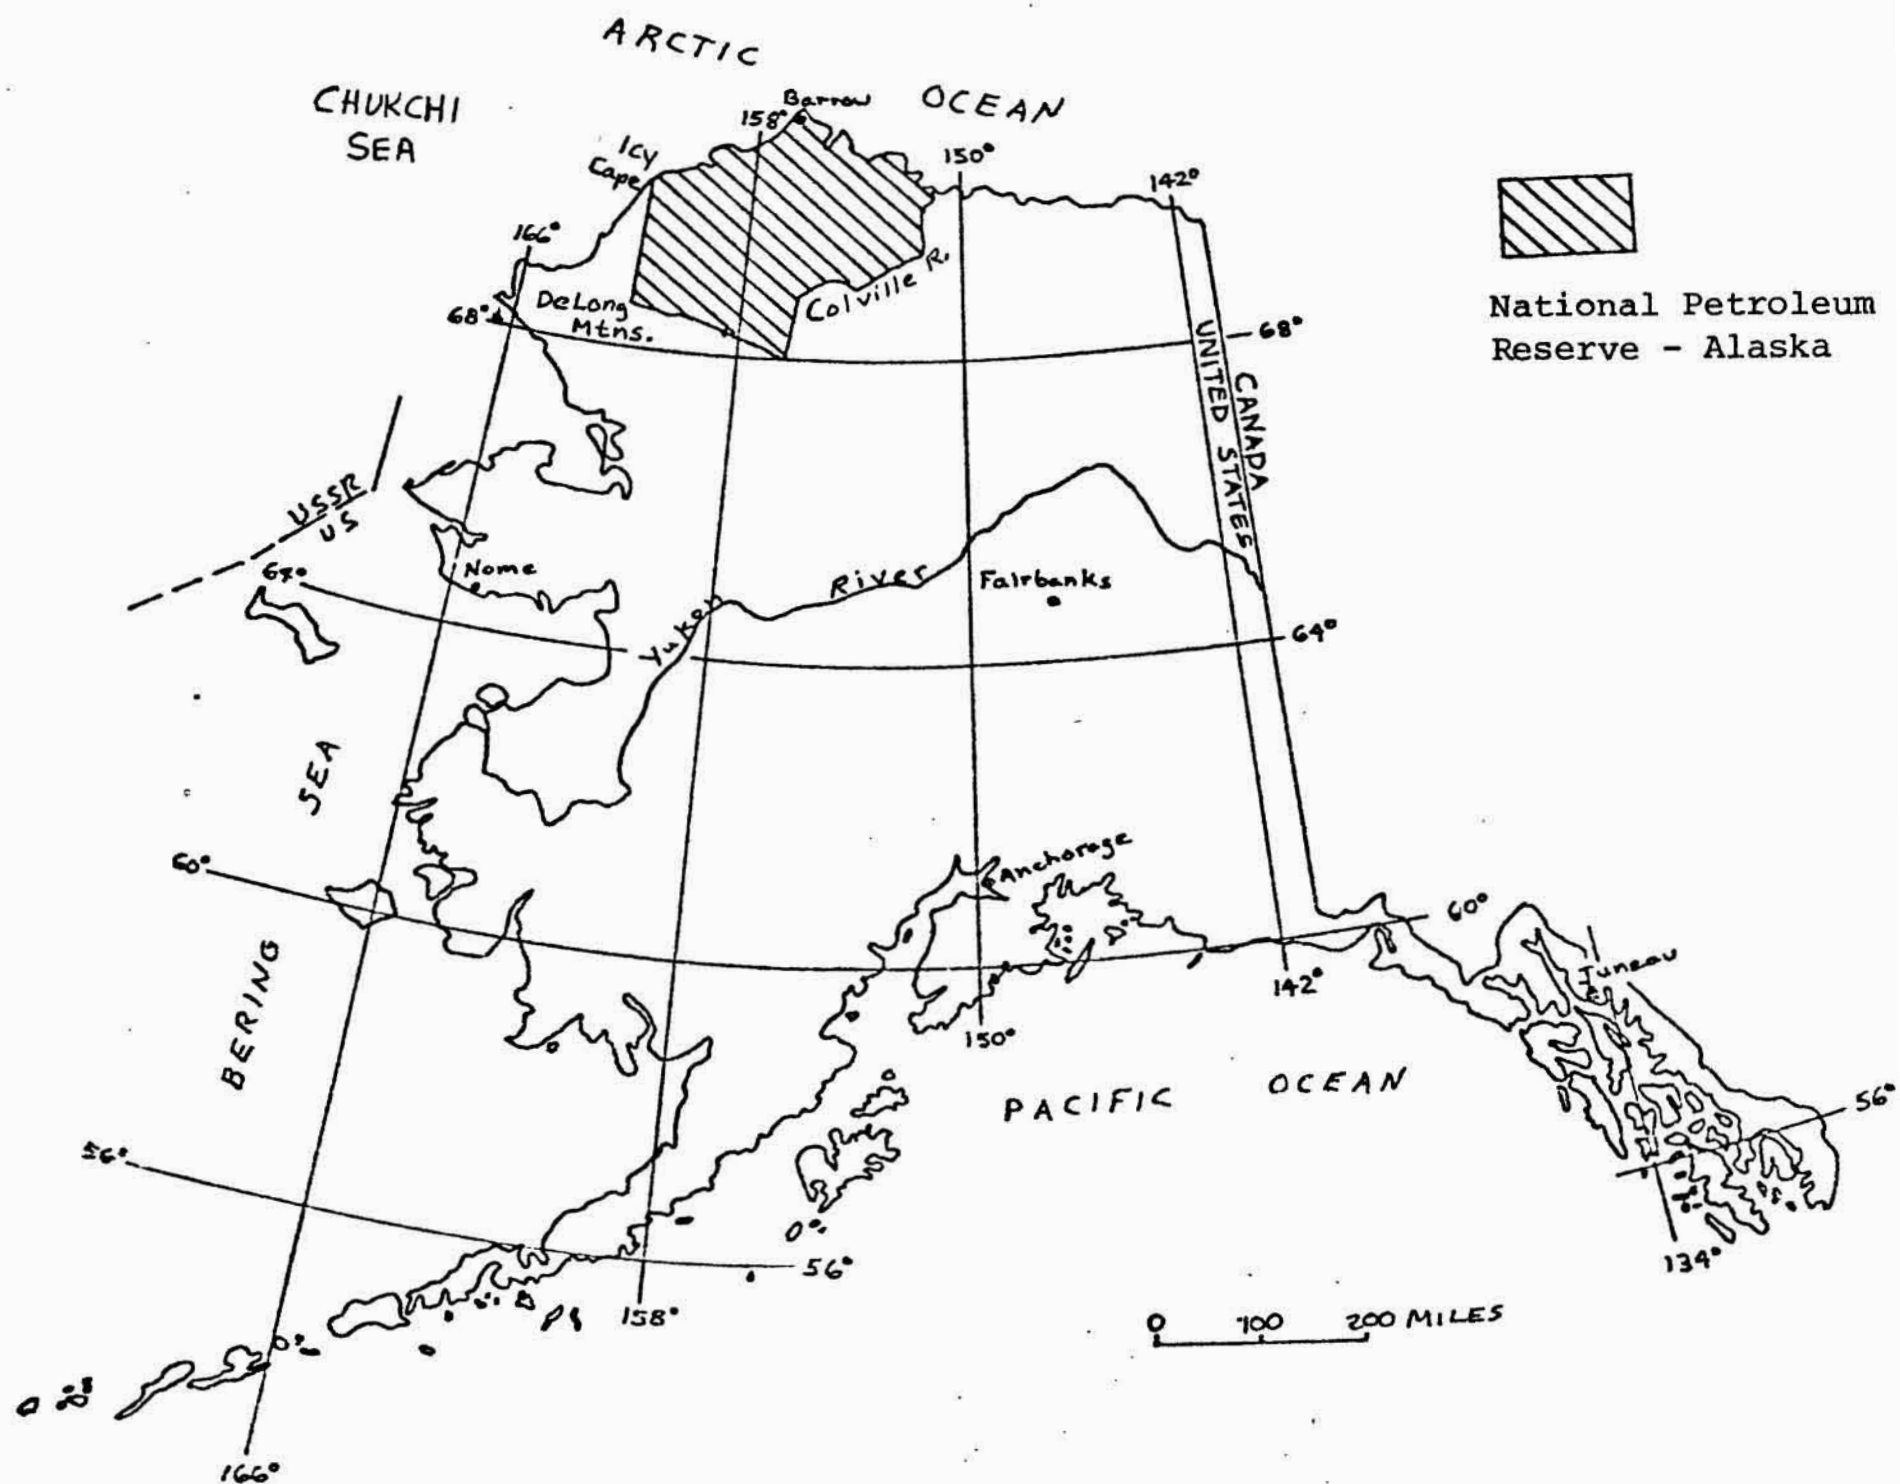 ARCTIC
OCEAN
CHUKCHI
SEA
Barrow
158°
Icy
Cape
150°
142°
166°
DeLong
Mtns.
Colville R.
68°
68°
National Petroleum
Reserve - Alaska
UNITED STATES
CANADA
USSR
US
Nome
64°
Yukon
River
Fairbanks
64°
BERING
SEA
60°
Anchorage
60°
Juneau
142°
150°
PACIFIC
OCEAN
56°
56°
56°
158°
134°
0 100 200 MILES
166°